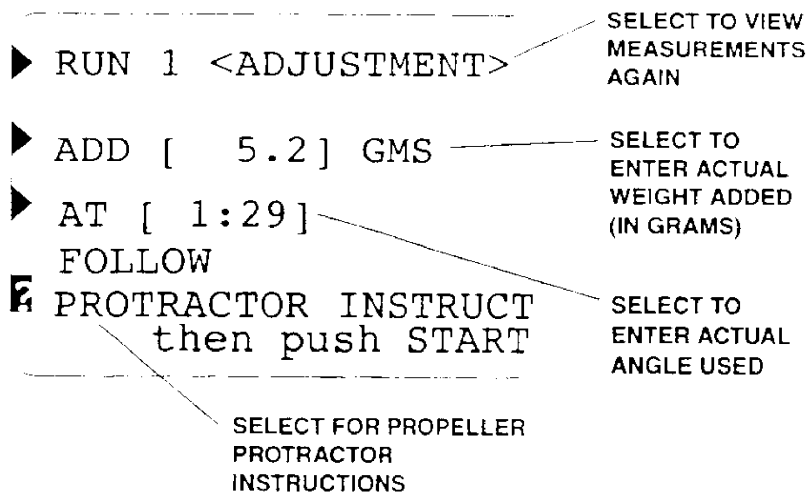 RUN 1 <ADJUSTMENT>
SELECT TO VIEW
MEASUREMENTS
AGAIN
ADD [ 5.2] GMS
SELECT TO
ENTER ACTUAL
WEIGHT ADDED
(IN GRAMS)
AT [ 1:29]
FOLLOW
PROTRACTOR INSTRUCT
then push START
SELECT TO
ENTER ACTUAL
ANGLE USED
SELECT FOR PROPELLER
PROTRACTOR
INSTRUCTIONS